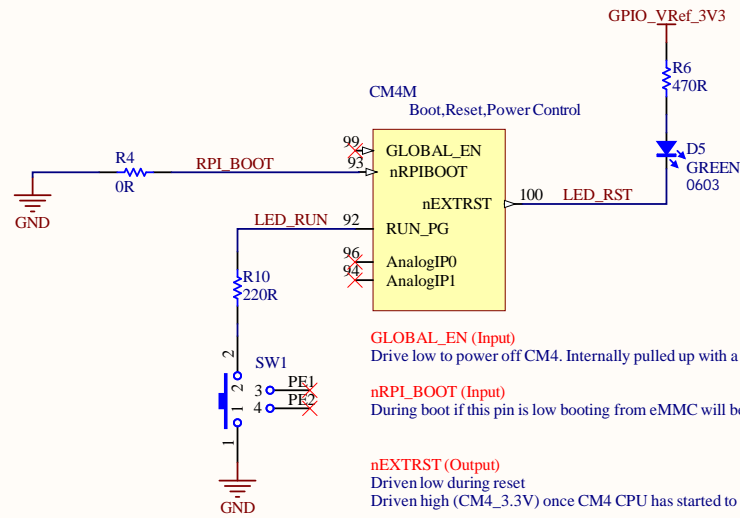 GPIO_VRef_3V3
R6
470R
CM4M
Boot,Reset,Power Control
99
GLOBAL_EN
R4
RPI_BOOT
93
nRPIBOOT
D5
GREEN
0603
0R
100
LED_RST
nEXTRST
GND
LED_RUN
92
RUN_PG
96
AnalogIP0
94
AnalogIP1
R10
220R
GLOBAL_EN (Input)
Drive low to power off CM4. Internally pulled up with a
2
SW1
2
3
PE1
1
4
PE2
nRPI_BOOT (Input)
During boot if this pin is low booting from eMMC will be
1
GND
nEXTRST (Output)
Driven low during reset
Driven high (CM4_3.3V) once CM4 CPU has started to